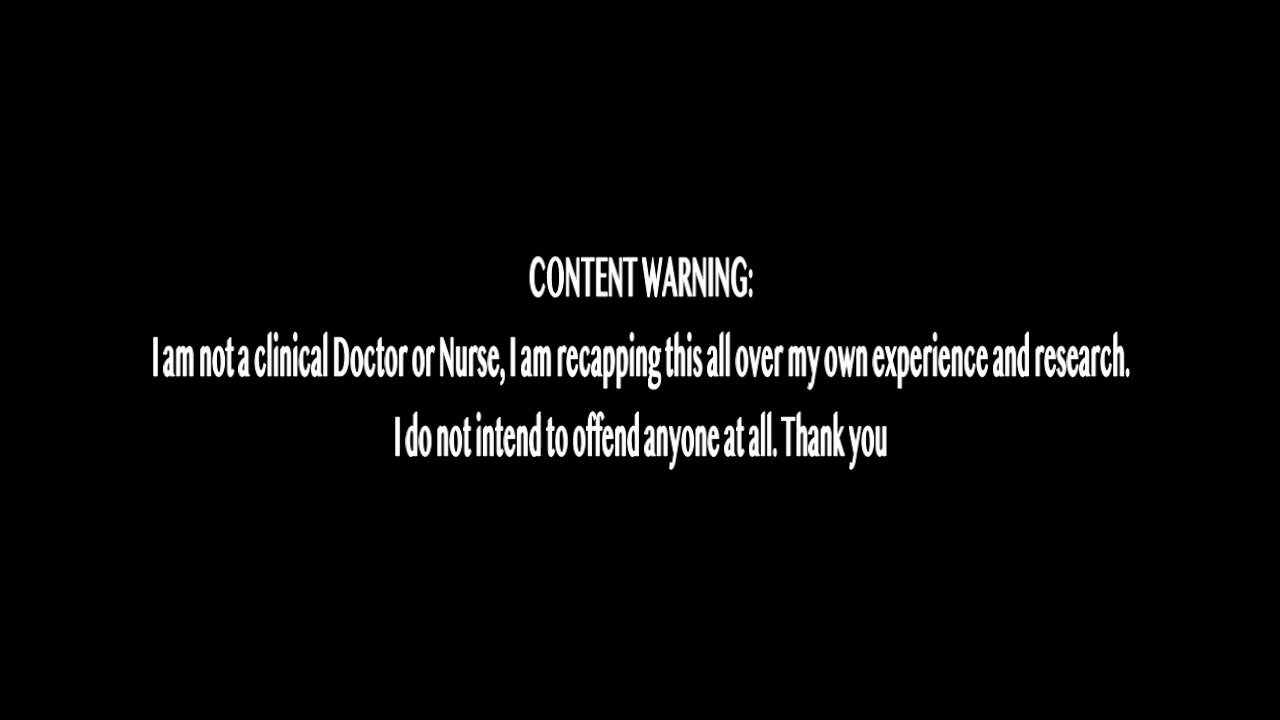 CONTENT WARNING:
I am not a clinical Doctor or Nurse, I am recapping this all over my own experience and research.
I do not intend to offend anyone at all. Thank you